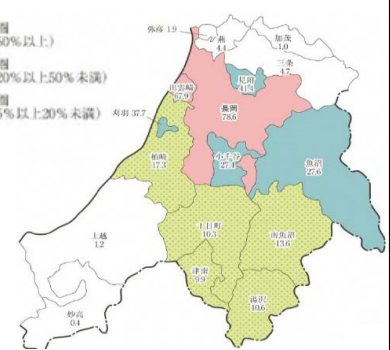 圏
50%以上)
圏
20%以上50%未満)
圏
5%以上20%未満)
弥彦 1.9
燕
4.4
加茂
1.0
三条
4.7
見附
41.4
出雲崎
67.9
長岡
78.6
刈羽 37.7
小千谷
27.4
魚沼
27.6
柏崎
17.3
十日町
10.3
南魚沼
13.6
上越
1.2
津南
9.9
湯沢
10.6
妙高
0.4